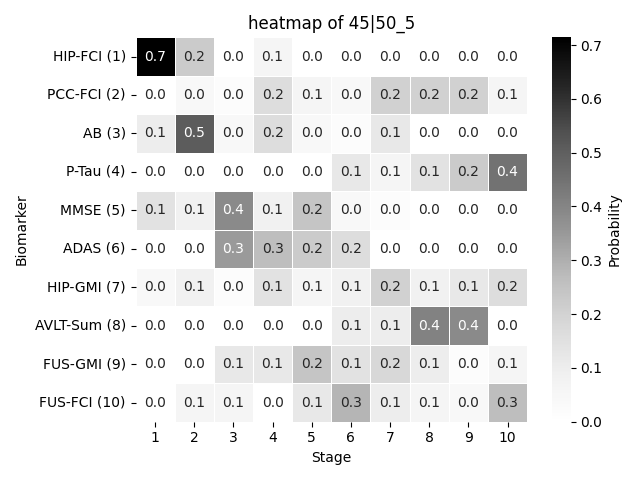 heatmap of 45|50_5
HIP-FCI (1) 0.7 0.2 0.0 0.1 0.0 0.0 0.0 0.0 0.0 0.0
PCC-FCI (2) 0.0 0.0 0.0 0.2 0.1 0.0 0.2 0.2 0.2 0.1
AB (3) 0.1 0.5 0.0 0.2 0.0 0.0 0.1 0.0 0.0 0.0
P-Tau (4) 0.0 0.0 0.0 0.0 0.0 0.1 0.1 0.1 0.2 0.4
MMSE (5) 0.1 0.1 0.4 0.1 0.2 0.0 0.0 0.0 0.0 0.0
ADAS (6) 0.0 0.0 0.3 0.3 0.2 0.2 0.0 0.0 0.0 0.0
HIP-GMI (7) 0.0 0.1 0.0 0.1 0.1 0.1 0.2 0.1 0.1 0.2
AVLT-Sum (8) 0.0 0.0 0.0 0.0 0.0 0.1 0.1 0.4 0.4 0.0
FUS-GMI (9) 0.0 0.0 0.1 0.1 0.2 0.1 0.2 0.1 0.0 0.1
FUS-FCI (10) 0.0 0.1 0.1 0.0 0.1 0.3 0.1 0.1 0.0 0.3
1 2 3 4 5 6 7 8 9 10
Stage
Biomarker
0.7
0.6
0.5
0.4
0.3
0.2
0.1
0.0
Probability